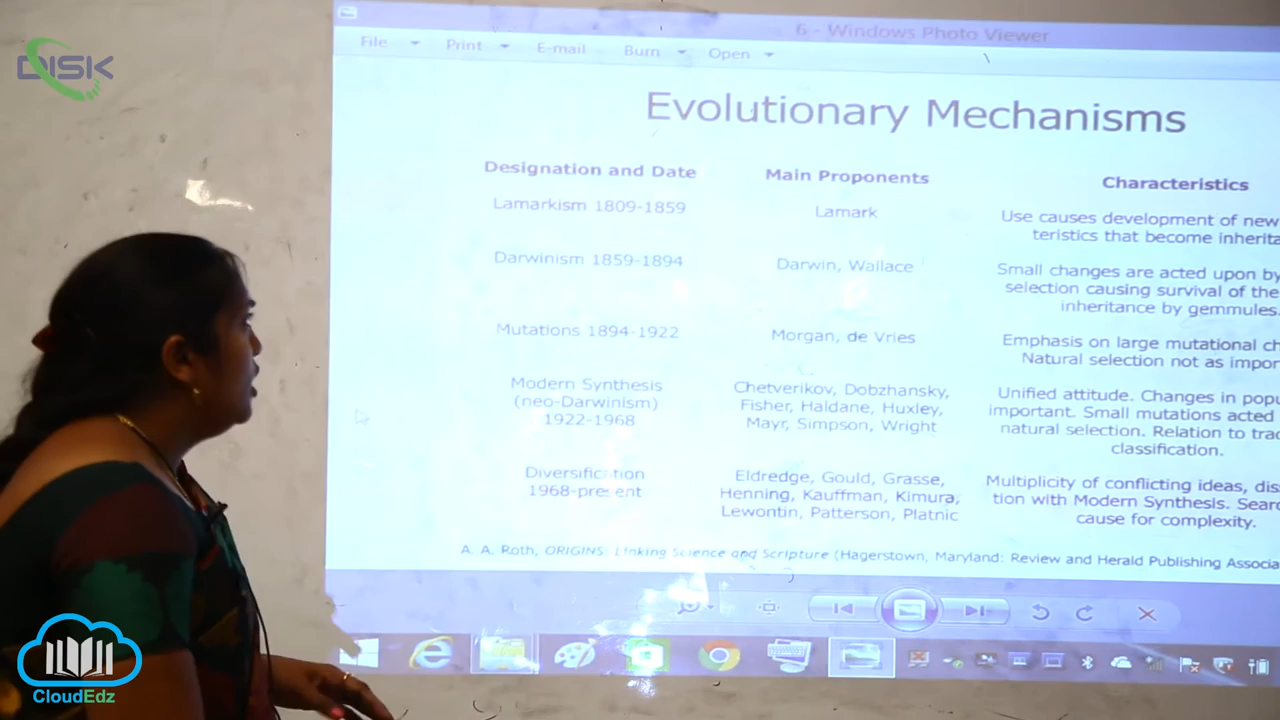 DISK
6 - Windows Photo Viewer
File Print E-mail Burn Open
Evolutionary Mechanisms
Designation and Date Main Proponents Characteristics
Lamarkism 1809-1859 Lamark Use causes development of new
teristics that become inherita
Darwinism 1859-1894 Darwin, Wallace Small changes are acted upon by
selection causing survival of the
inheritance by gemmules.
Mutations 1894-1922 Morgan, de Vries Emphasis on large mutational ch
Natural selection not as impor
Modern Synthesis
(neo-Darwinism)
1922-1968
Chetverikov, Dobzhansky,
Fisher, Haldane, Huxley,
Mayr, Simpson, Wright
Unified attitude. Changes in popu
important. Small mutations acted
natural selection. Relation to trad
classification.
Diversification
1968-present
Eldredge, Gould, Grasse,
Henning, Kauffman, Kimura,
Lewontin, Patterson, Platnic
Multiplicity of conflicting ideas, diss
tion with Modern Synthesis. Sear
cause for complexity.
A. A. Roth, ORIGINS: Linking Science and Scripture (Hagerstown, Maryland: Review and Herald Publishing Associa
CloudEdz